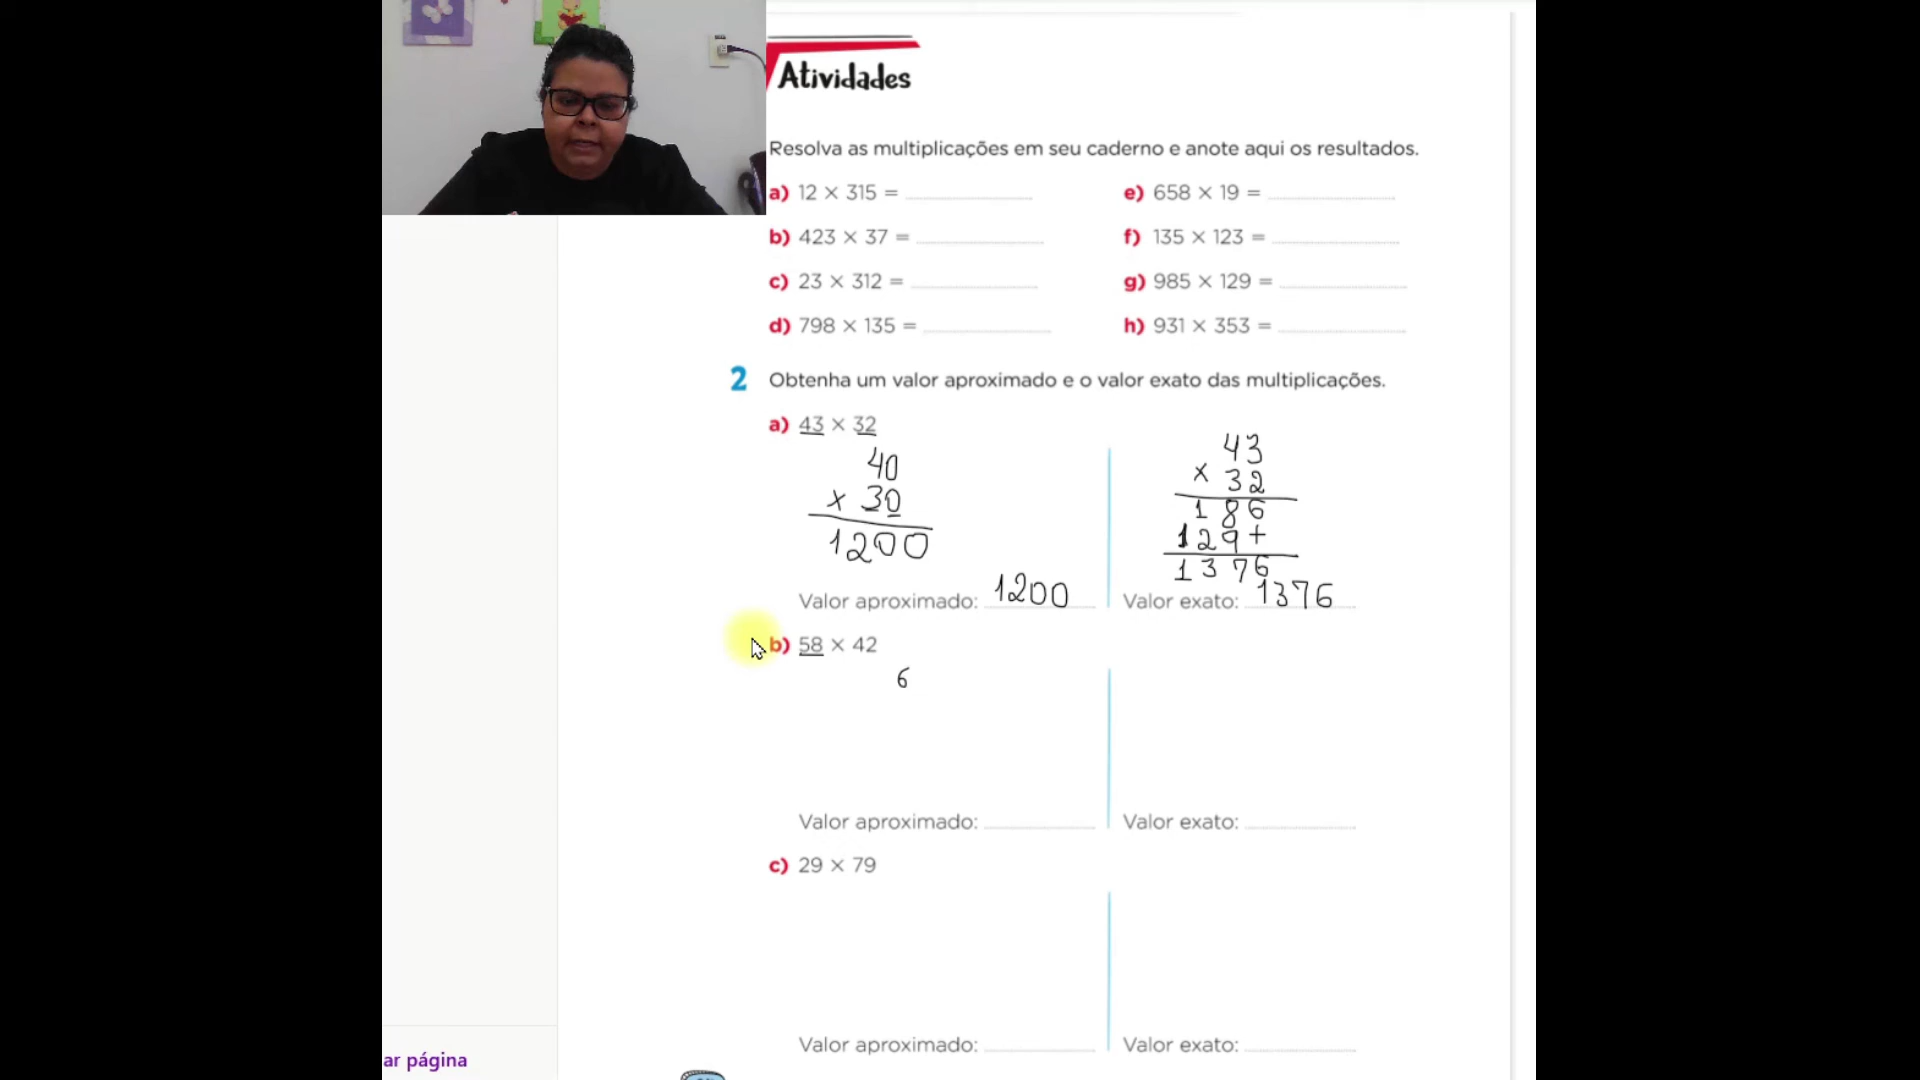 Atividades
Resolva as multiplicações em seu caderno e anote aqui os resultados.
a) 12 × 315 =
e) 658 × 19 =
b) 423 × 37 =
f) 135 × 123 =
c) 23 × 312 =
g) 985 × 129 =
d) 798 × 135 =
h) 931 × 353 =
2 Obtenha um valor aproximado e o valor exato das multiplicações.
a) 43 × 32
40
x 30
1200
43
x 32
186
129+
1376
Valor aproximado: 1200
Valor exato: 1376
b) 58 × 42
6
Valor aproximado:
Valor exato:
c) 29 × 79
Valor aproximado:
Valor exato:
ar página